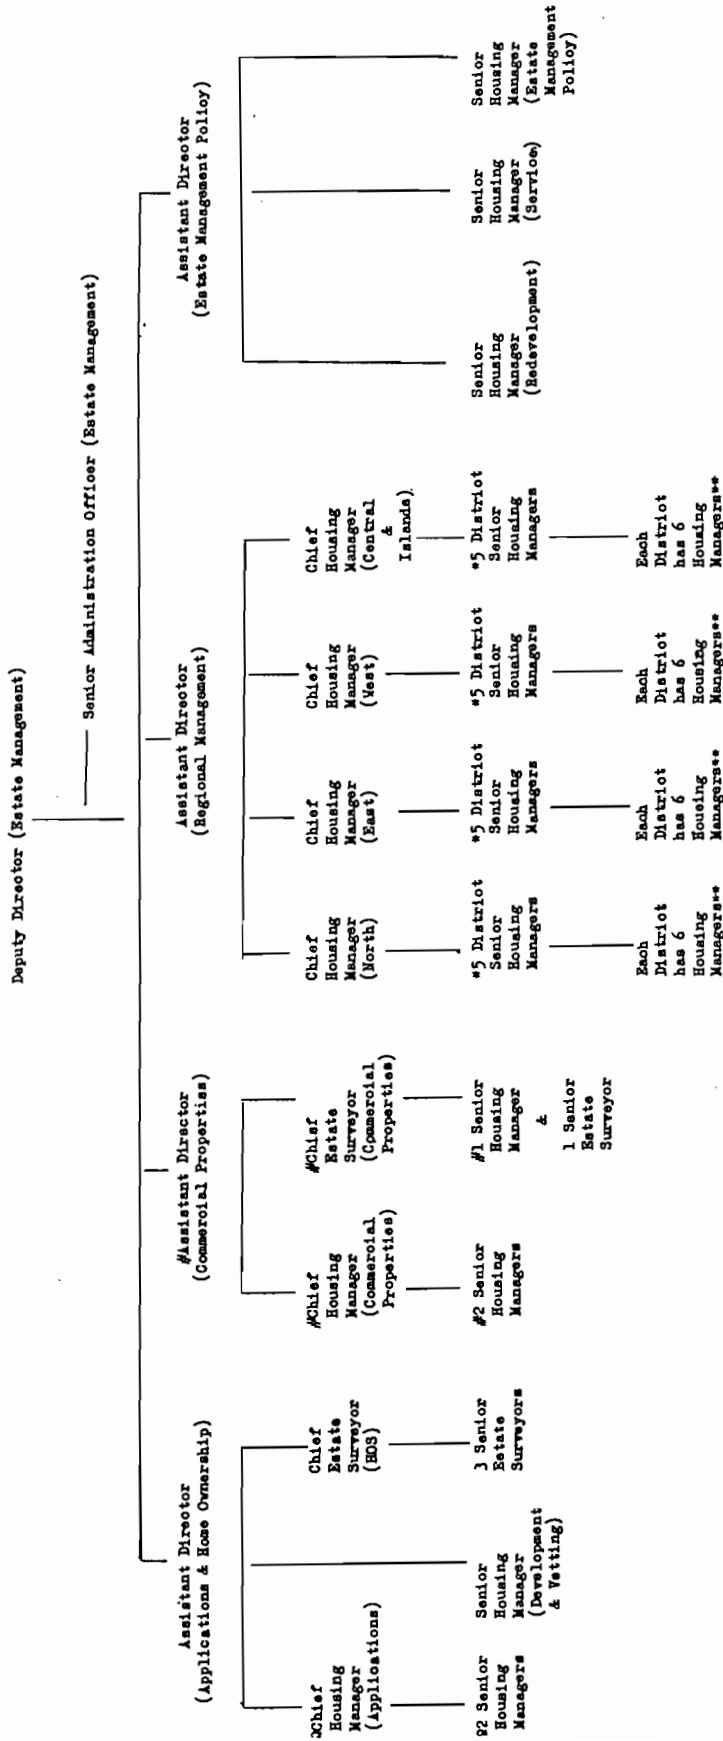 Deputy Director (Estate Management)
Senior Administration Officer (Estate Management)
Assistant Director
(Applications & Home Ownership)
#Assistant Director
(Commercial Properties)
Assistant Director
(Regional Management)
Assistant Director
(Estate Management Policy)
Chief
Housing
Manager
(Applications)
Chief
Estate
Surveyor
(HOS)
#Chief
Housing
Manager
(Commercial
Properties)
#Chief
Estate
Surveyor
(Commercial
Properties)
Chief
Housing
Manager
(North)
Chief
Housing
Manager
(East)
Chief
Housing
Manager
(West)
Chief
Housing
Manager
(Central
&
Islands)
2 Senior
Housing
Managers
Senior
Housing
Manager
(Development
& Vetting)
3 Senior
Estate
Surveyors
#2 Senior
Housing
Managers
#1 Senior
Housing
Manager
&
1 Senior
Estate
Surveyor
*5 District
Senior
Housing
Managers
*5 District
Senior
Housing
Managers
*5 District
Senior
Housing
Managers
*5 District
Senior
Housing
Managers
Senior
Housing
Manager
(Redevelopment)
Senior
Housing
Manager
(Services)
Senior
Housing
Manager
(Estate
Management
Policy)
Each
District
has 6
Housing
Managers**
Each
District
has 6
Housing
Managers**
Each
District
has 6
Housing
Managers**
Each
District
has 6
Housing
Managers**